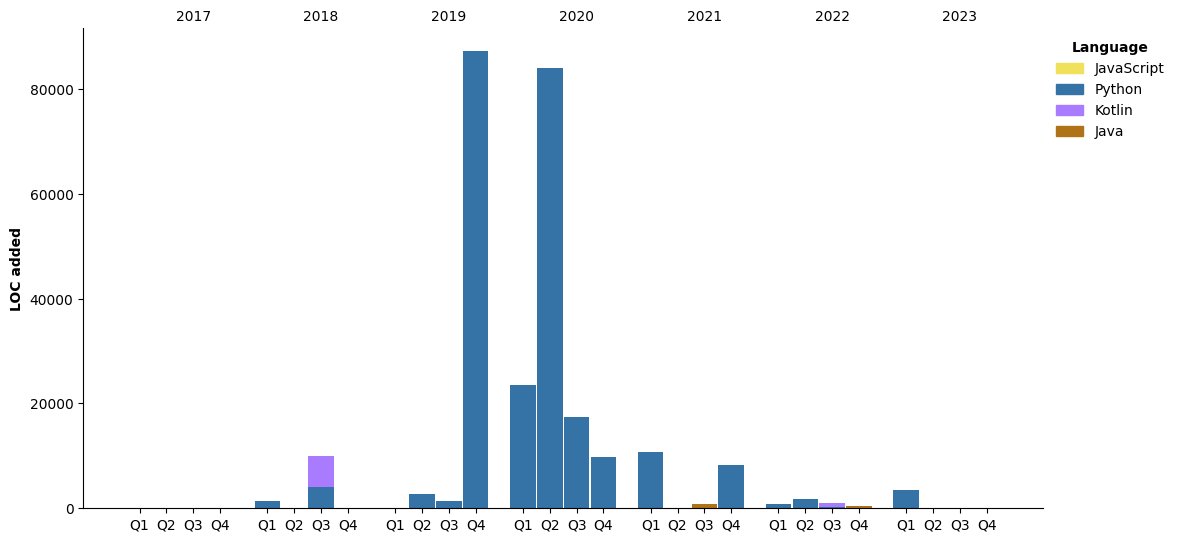 2017 2018 2019 2020 2021 2022 2023
Language
JavaScript
Python
Kotlin
Java
LOC added
80000
60000
40000
20000
0
Q1 Q2 Q3 Q4 Q1 Q2 Q3 Q4 Q1 Q2 Q3 Q4 Q1 Q2 Q3 Q4 Q1 Q2 Q3 Q4 Q1 Q2 Q3 Q4 Q1 Q2 Q3 Q4